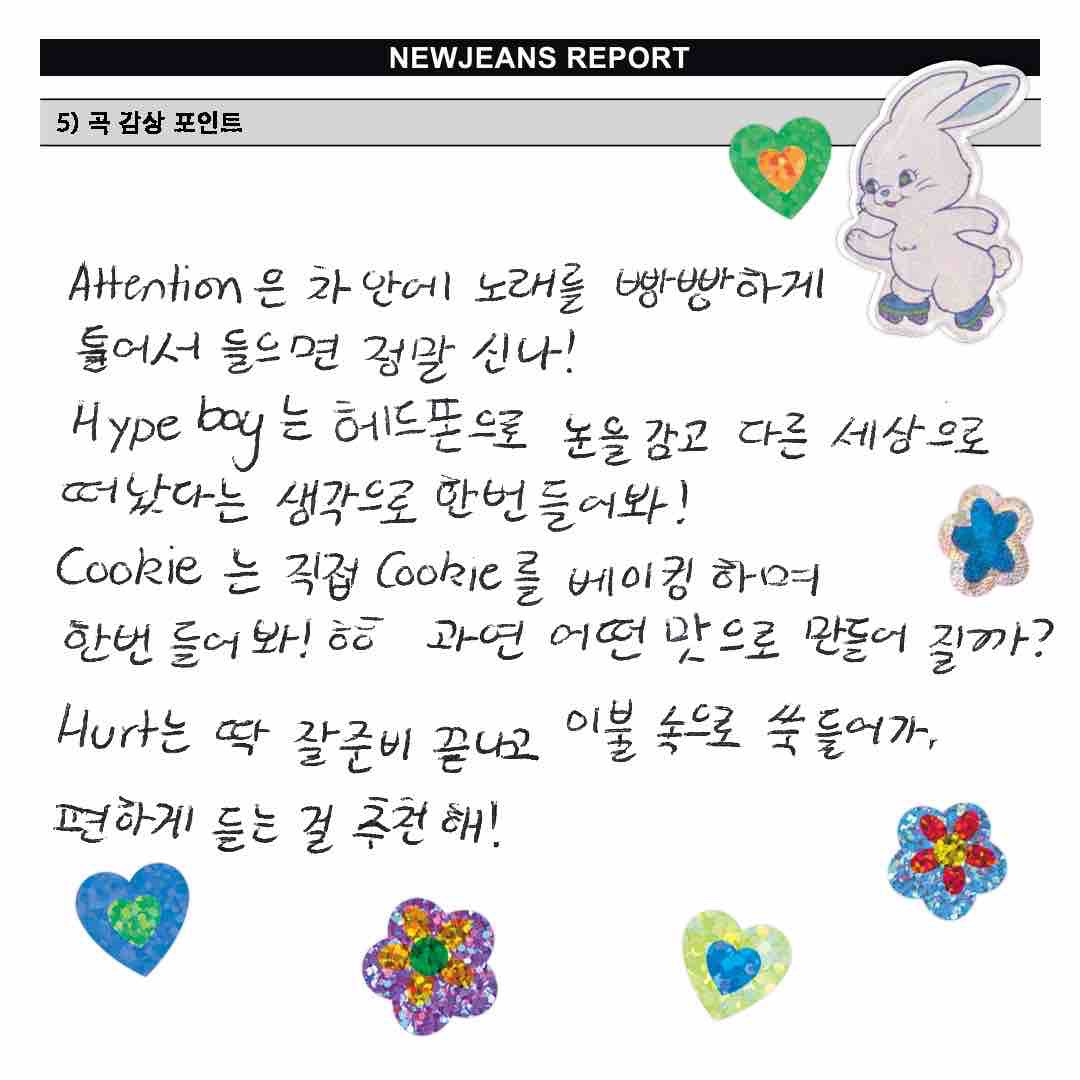 NEWJEANS REPORT
5) 곡 감상 포인트
Attention은 차 안에 노래를 빵빵하게
틀어서 들으면 정말 신나!
Hype boy는 헤드폰으로 눈을 감고 다른 세상으로
떠났다는 생각으로 한번 들어봐!
Cookie 는 직접 Cookie를 베이킹 하며
한번 들어봐! ㅎㅎ 과연 어떤 맛으로 만들어 질까?
Hurt는 딱 잘준비 끝나고 이불 속으로 쏙 들어가,
편하게 듣는 걸 추천해!